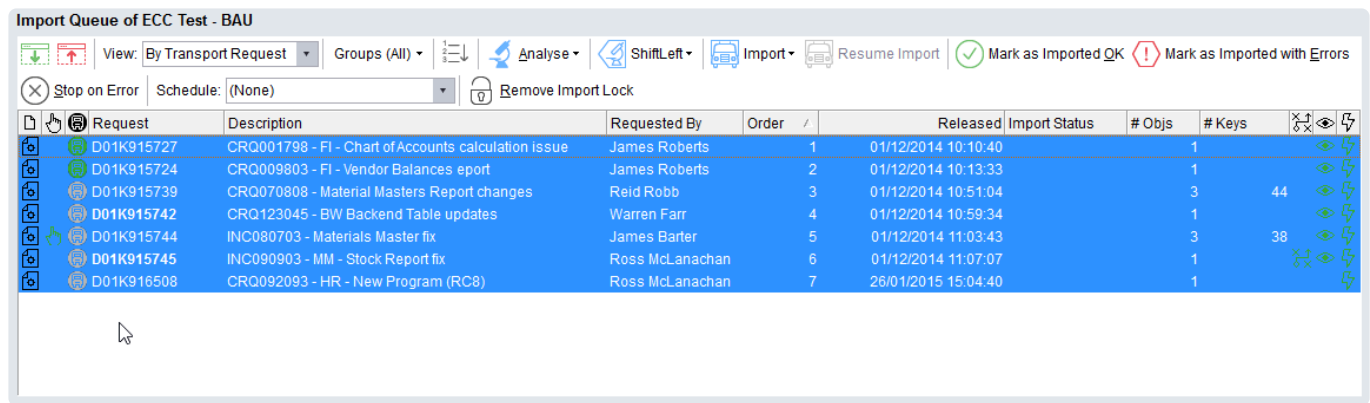 Import Queue of ECC Test - BAU
View: By Transport Request Groups (All) Analyse ShiftLeft Import Resume Import Mark as Imported OK Mark as Imported with Errors
Stop on Error Schedule: (None) Remove Import Lock
Request Description Requested By Order Released Import Status # Objs # Keys
D01K915727 CRQ001798 - FI - Chart of Accounts calculation issue James Roberts 1 01/12/2014 10:10:40 1
D01K915724 CRQ009803 - FI - Vendor Balances eport James Roberts 2 01/12/2014 10:13:33 1
D01K915739 CRQ070808 - Material Masters Report changes Reid Robb 3 01/12/2014 10:51:04 3 44
D01K915742 CRQ123045 - BW Backend Table updates Warren Farr 4 01/12/2014 10:59:34 1
D01K915744 INC080703 - Materials Master fix James Barter 5 01/12/2014 11:03:43 3 38
D01K915745 INC090903 - MM - Stock Report fix Ross McLanachan 6 01/12/2014 11:07:07 1
D01K916508 CRQ092093 - HR - New Program (RC8) Ross McLanachan 7 26/01/2015 15:04:40 1